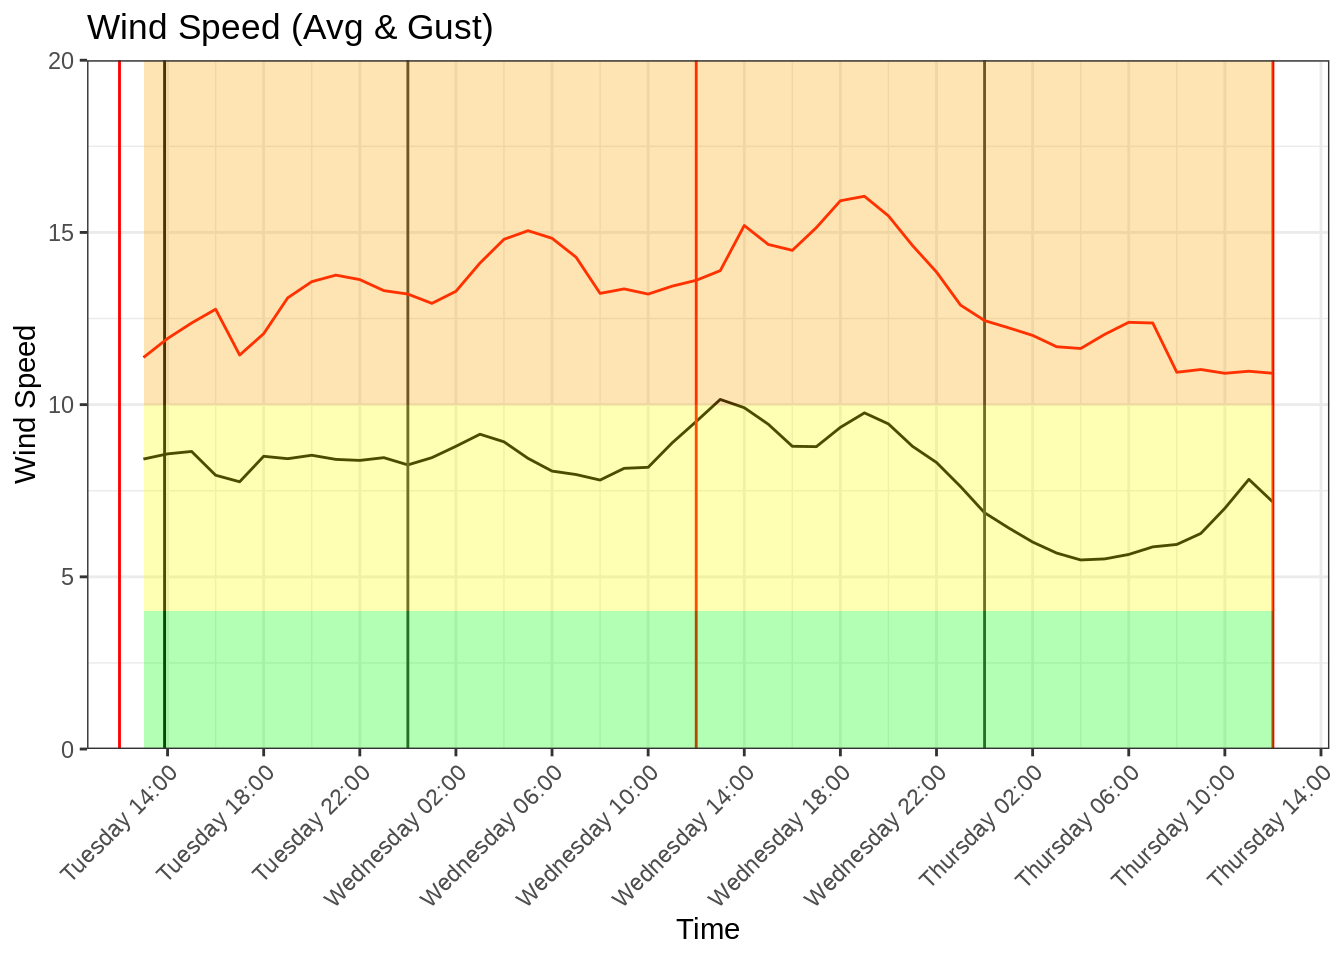 Wind Speed (Avg & Gust)
20
15
10
5
0
Wind Speed
Tuesday 14:00
Tuesday 18:00
Tuesday 22:00
Wednesday 02:00
Wednesday 06:00
Wednesday 10:00
Wednesday 14:00
Wednesday 18:00
Wednesday 22:00
Thursday 02:00
Thursday 06:00
Thursday 10:00
Thursday 14:00
Time